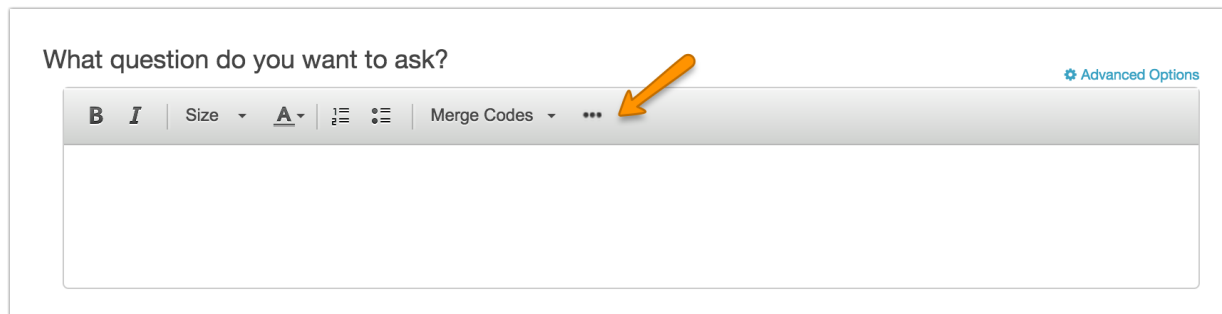 What question do you want to ask?
Advanced Options
B I Size A Merge Codes •••